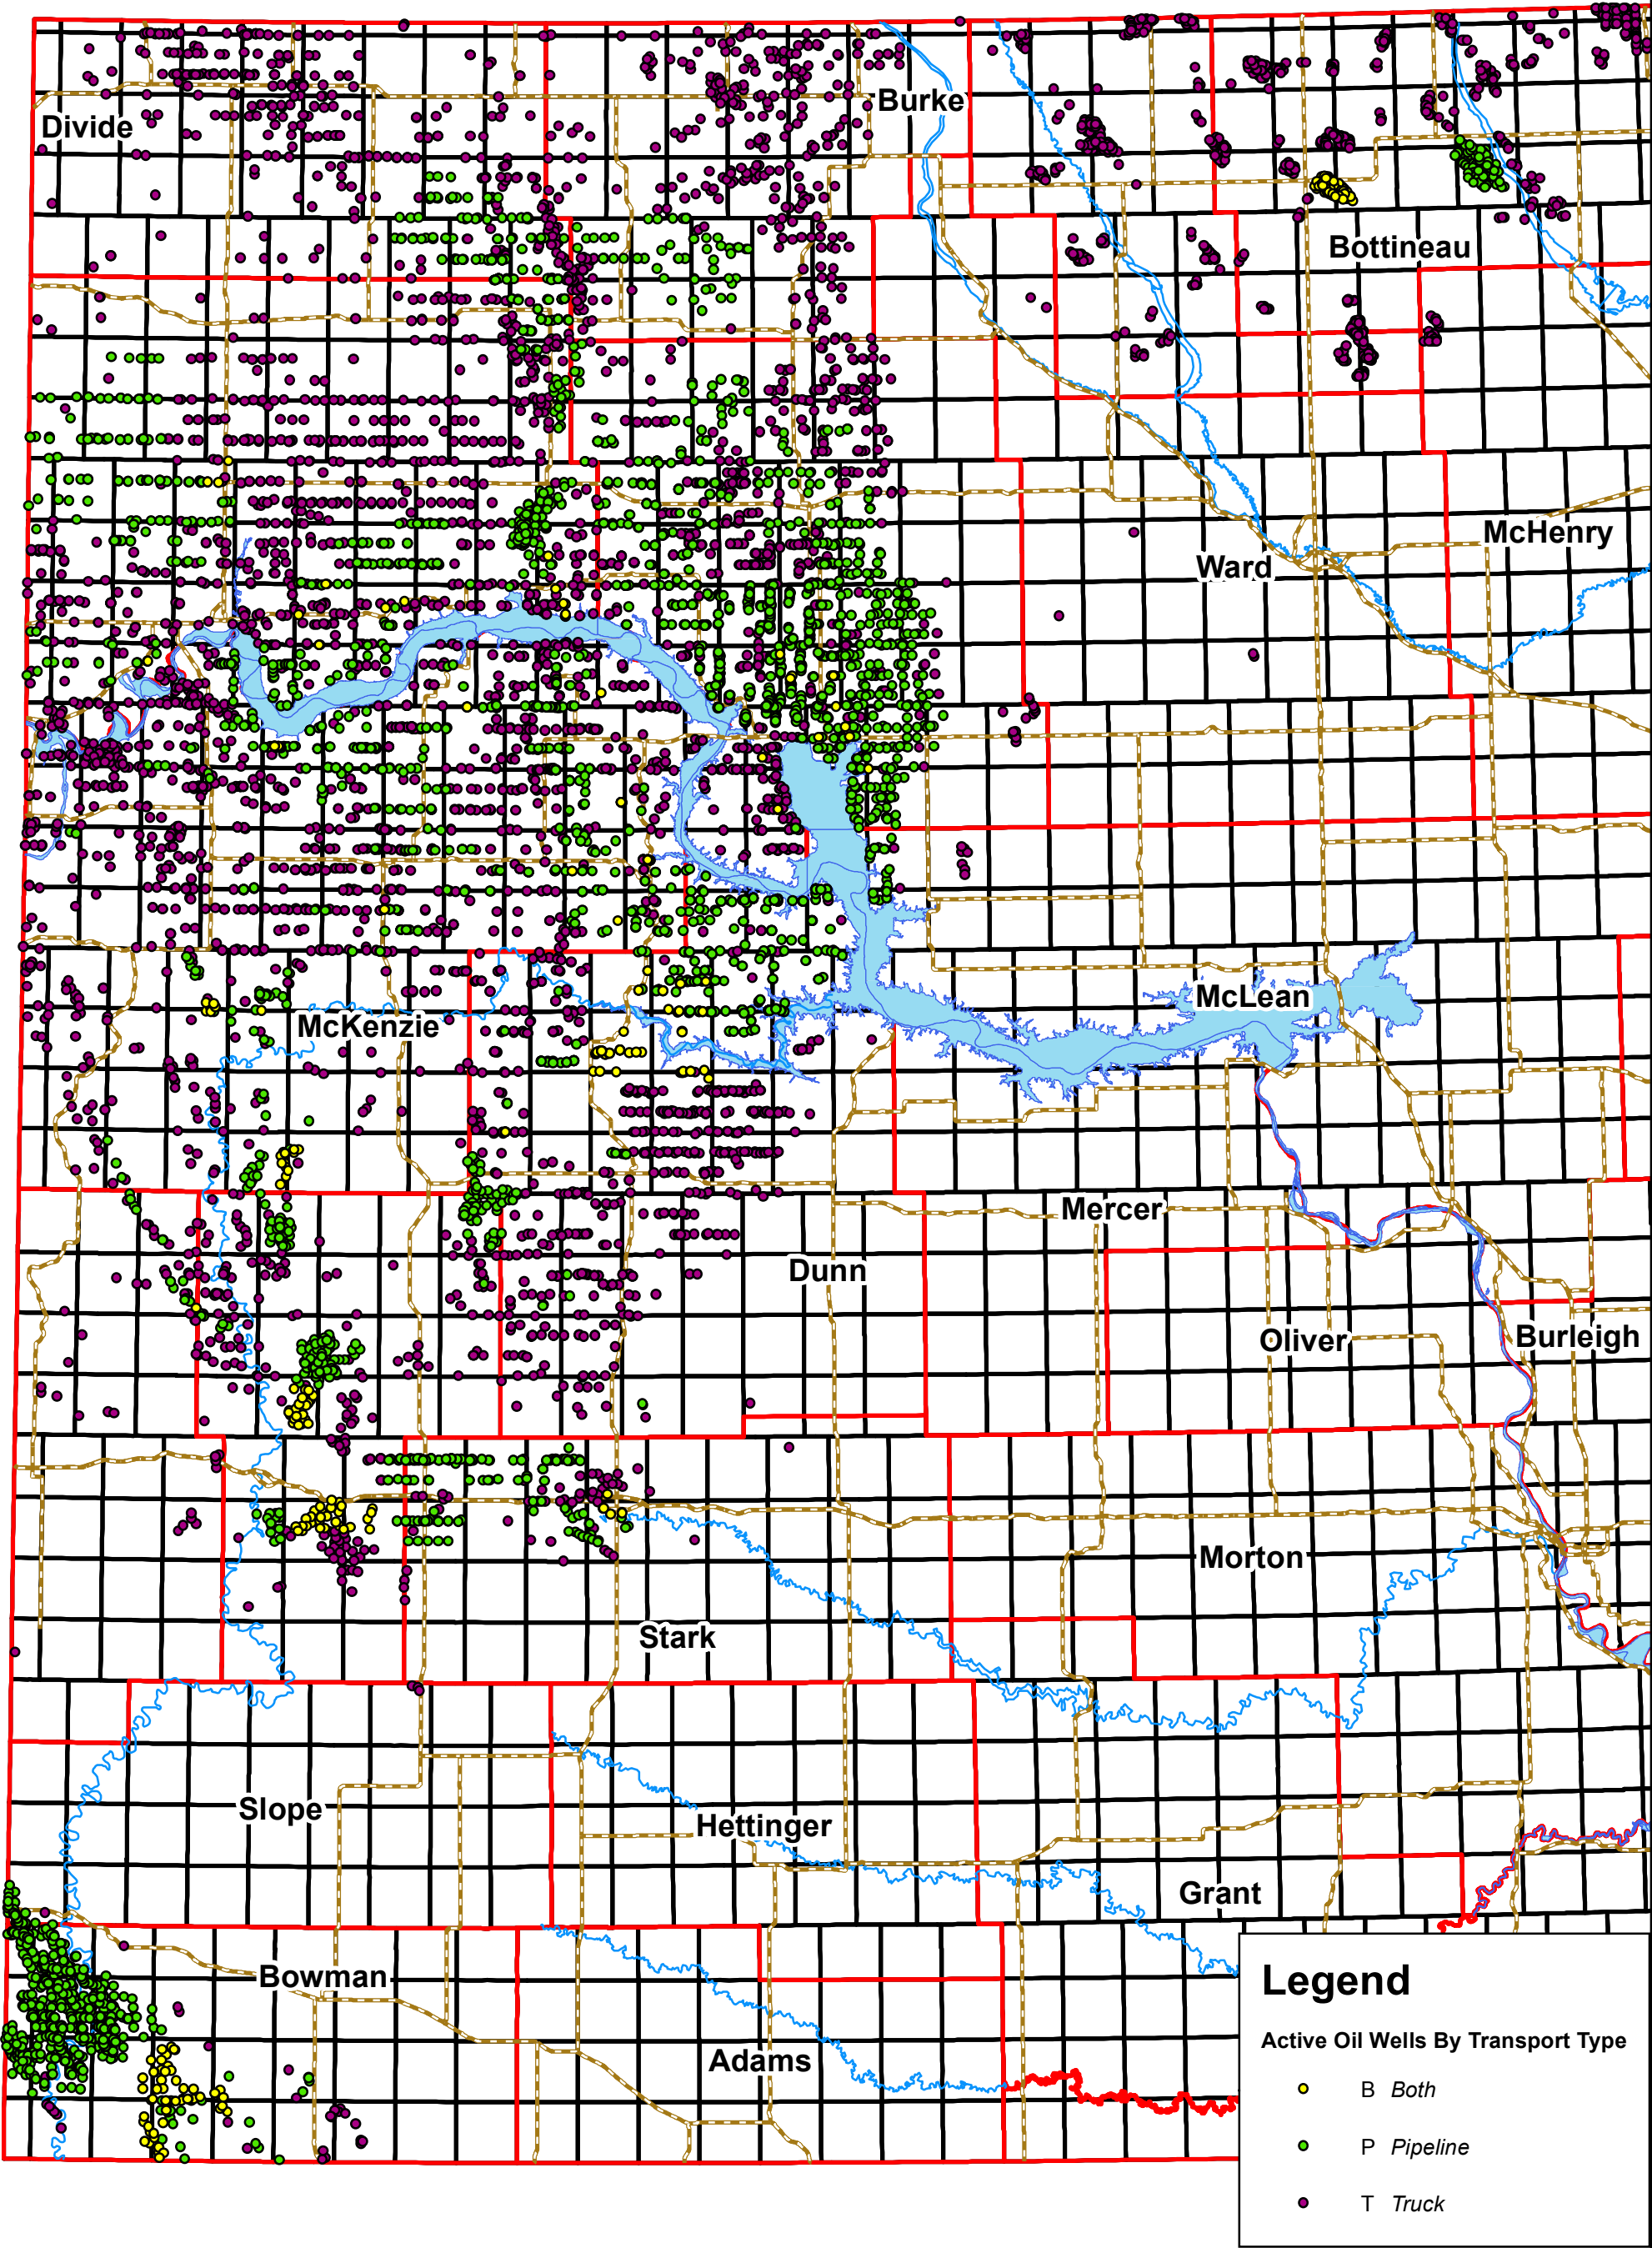 Burke
Divide
Bottineau
McHenry
Ward
McLean
McKenzie
Mercer
Dunn
Oliver
Burleigh
Morton
Stark
Slope
Hettinger
Grant
Bowman
Adams
Legend
Active Oil Wells By Transport Type
B Both
P Pipeline
T Truck